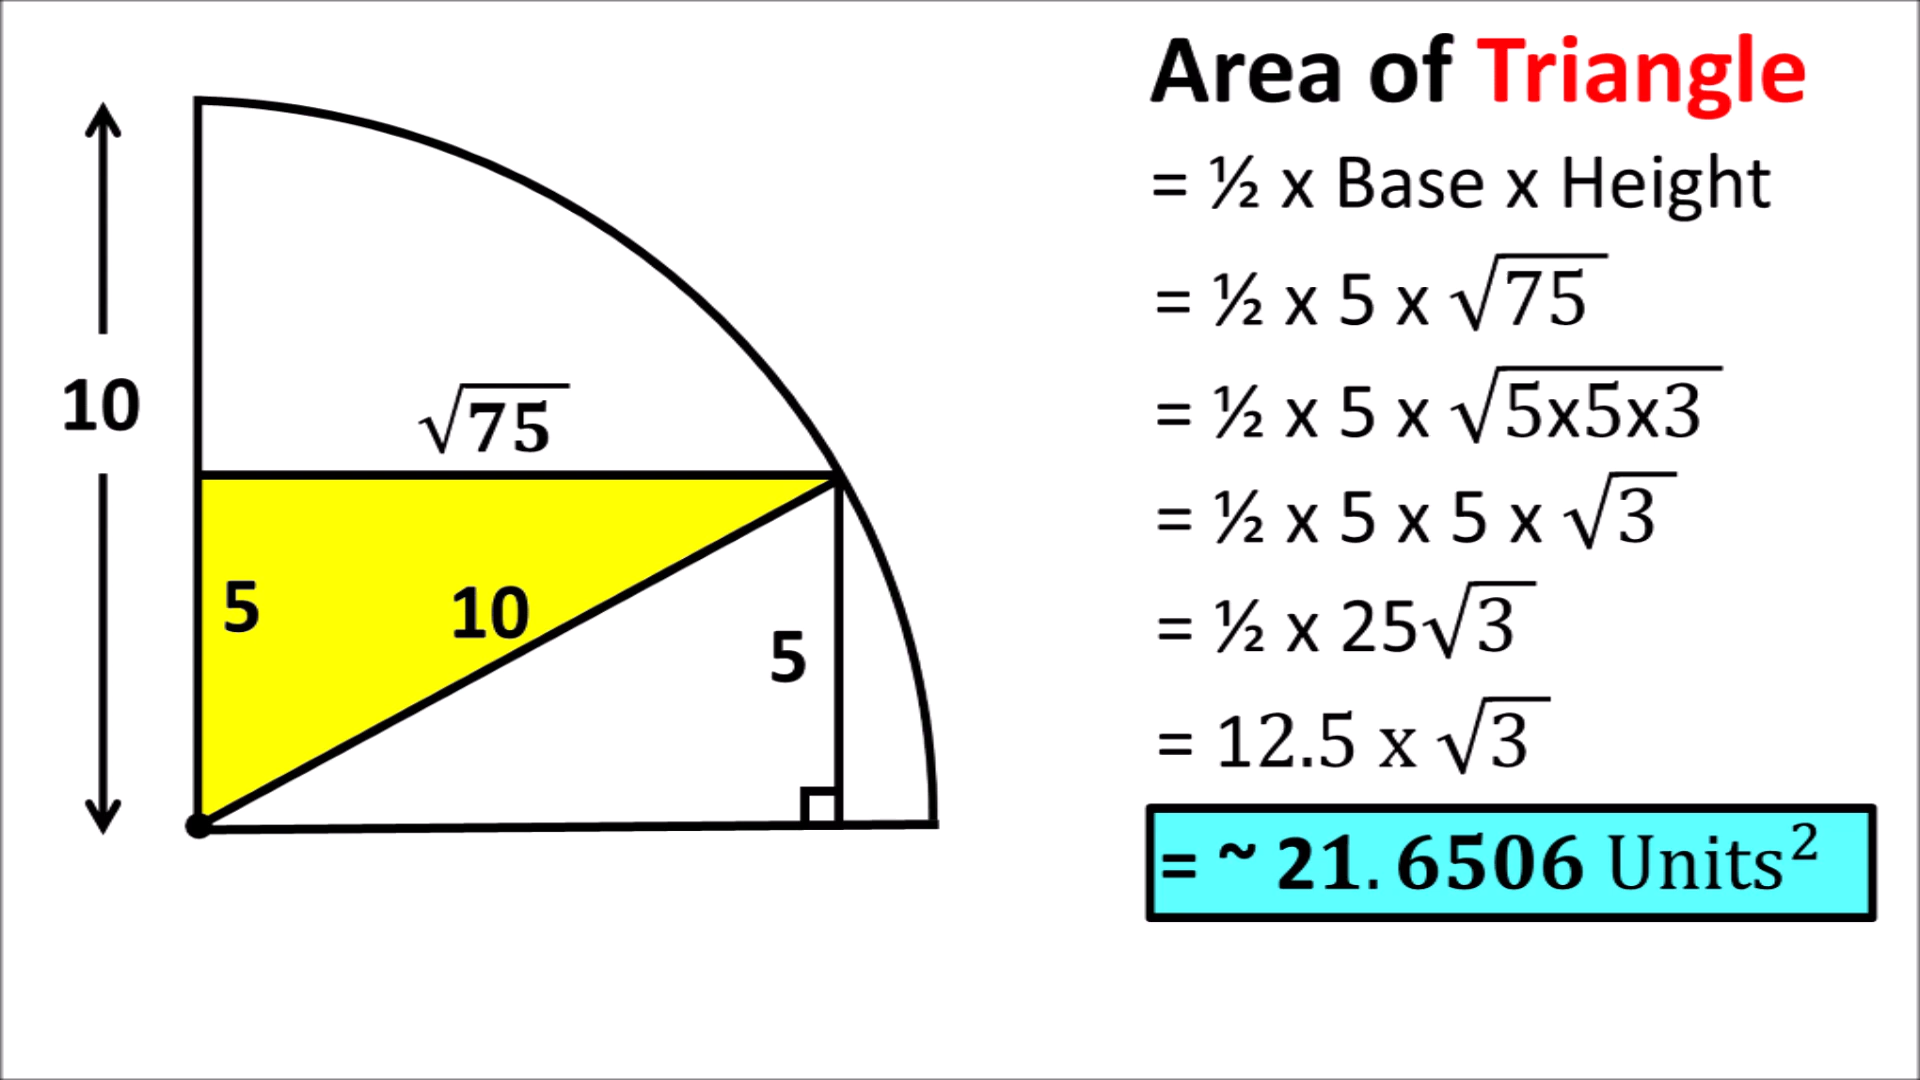 Area of Triangle
= ½ x Base x Height
= ½ x 5 x √75
= ½ x 5 x √5x5x3
= ½ x 5 x 5 x √3
= ½ x 25√3
= 12.5 x √3
= ~ 21.6506 Units²
10
√75
5
10
5